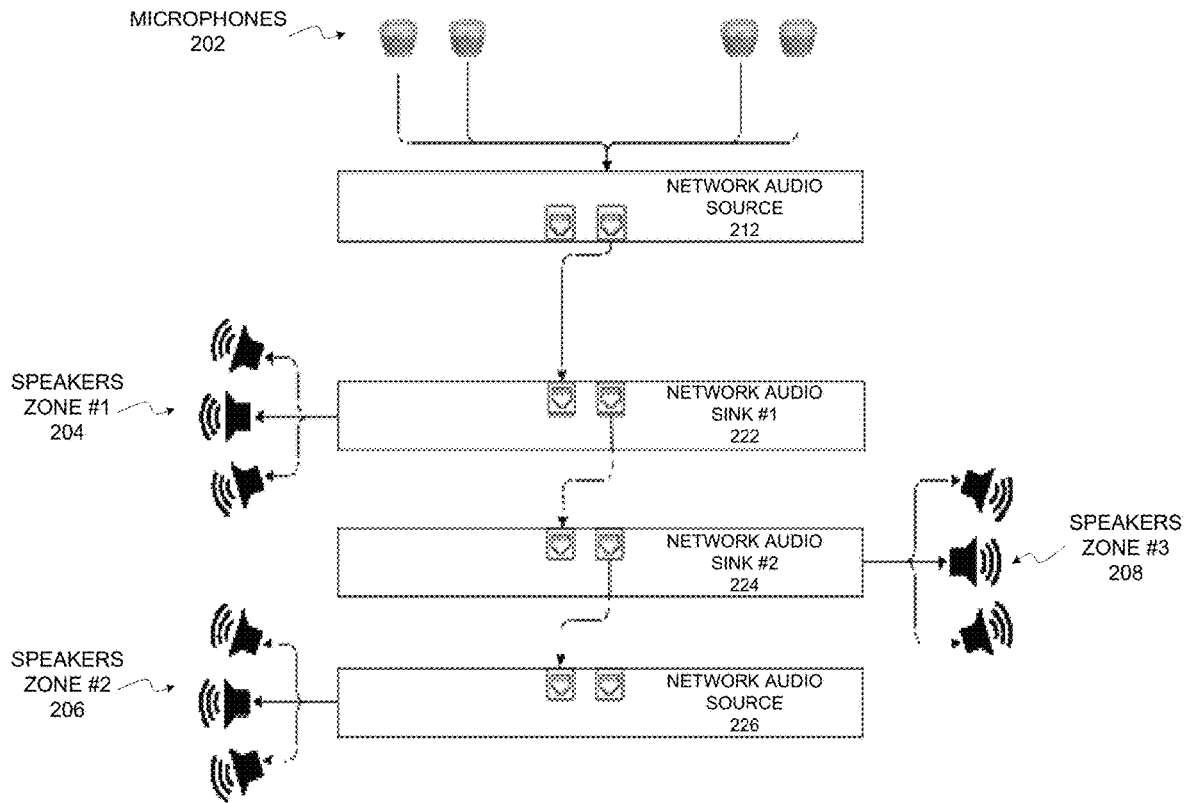 MICROPHONES
202
NETWORK AUDIO
SOURCE
212
SPEAKERS
ZONE #1
204
NETWORK AUDIO
SINK #1
222
NETWORK AUDIO
SINK #2
224
SPEAKERS
ZONE #3
208
SPEAKERS
ZONE #2
206
NETWORK AUDIO
SOURCE
226